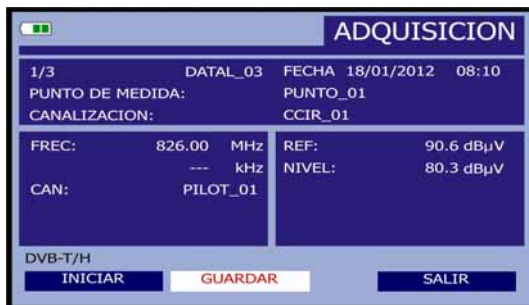 ADQUISICION
1/3 DATAL_03 FECHA 18/01/2012 08:10
PUNTO DE MEDIDA: PUNTO_01
CANALIZACION: CCIR_01
FREC: 826.00 MHz REF: 90.6 dBµV
--- kHz NIVEL: 80.3 dBµV
CAN: PILOT_01
DVB-T/H
INICIAR GUARDAR SALIR